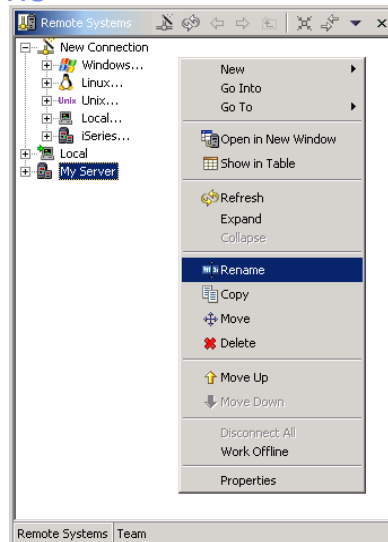 Remote Systems
New Connection
Windows...
Linux...
Unix Unix...
Local...
iSeries...
Local
My Server
New
Go Into
Go To
Open in New Window
Show in Table
Refresh
Expand
Collapse
Rename
Copy
Move
Delete
Move Up
Move Down
Disconnect All
Work Offline
Properties
Remote Systems Team